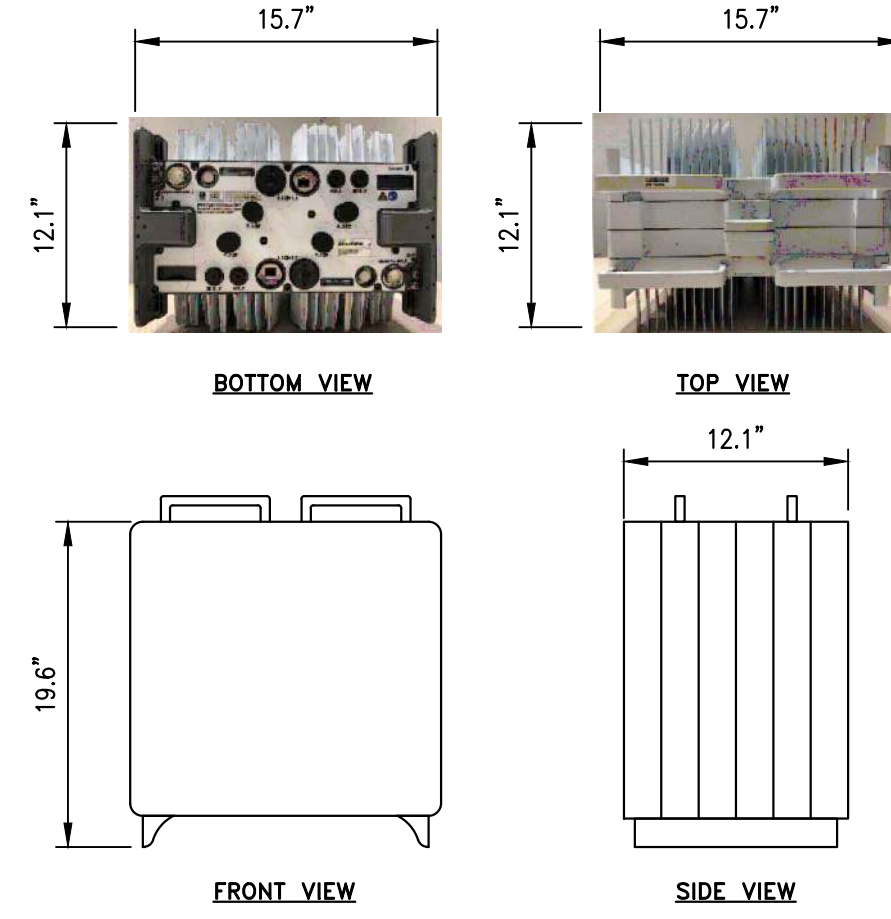 15.7”
15.7”
12.1”
12.1”
BOTTOM VIEW
TOP VIEW
12.1”
19.6”
FRONT VIEW
SIDE VIEW